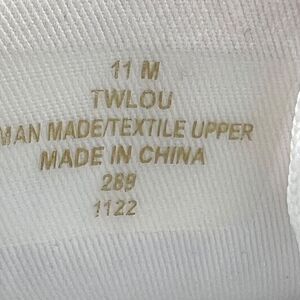 11 M
TWLOU
MAN MADE/TEXTILE UPPER
MADE IN CHINA
289
1122